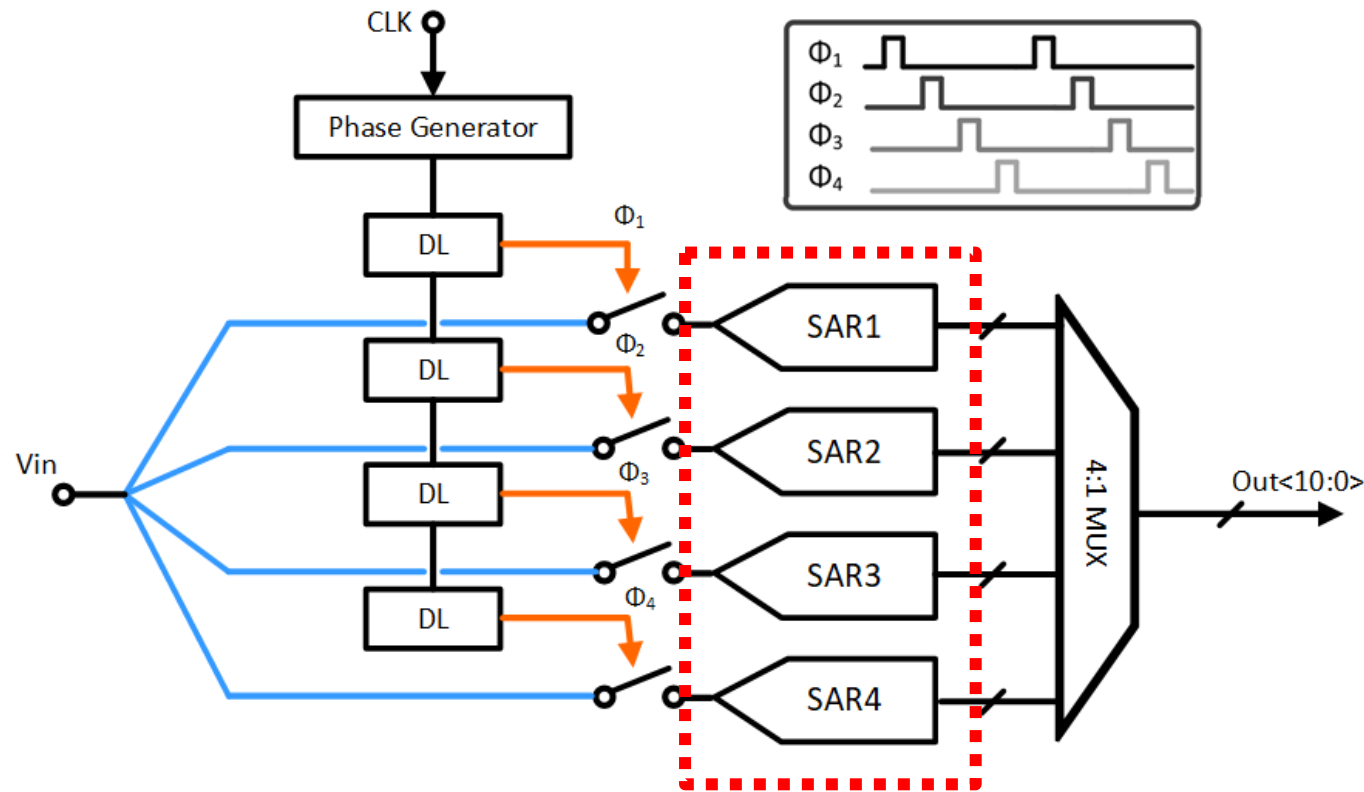 CLK
Phase Generator
Φ₁
Φ₂
Φ₃
Φ₄
DL
Φ₁
SAR1
DL
Φ₂
SAR2
Vin
DL
Φ₃
SAR3
4:1 MUX
Out<10:0>
DL
Φ₄
SAR4